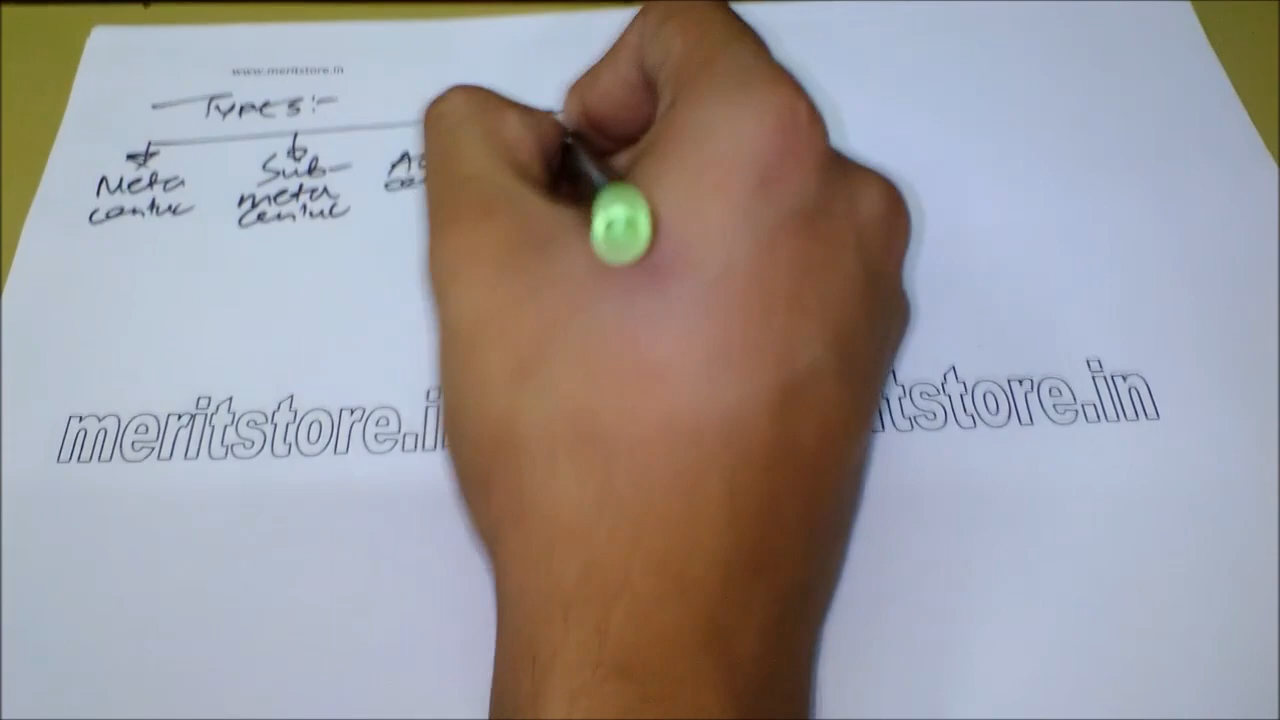 www.meritstore.in
Types:-
Meta Sub-
centric meta
centric
meritstore.i tstore.in